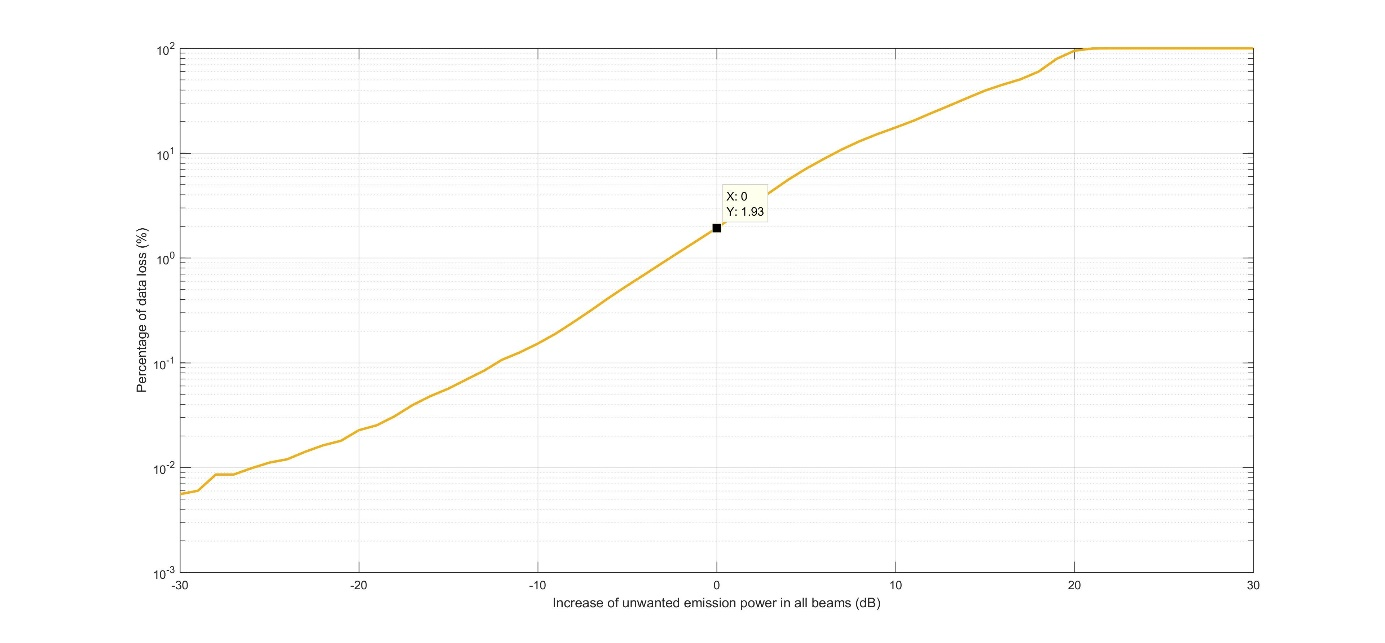 10^2
10^1
10^0
10^-1
10^-2
10^-3
Percentage of data loss (%)
X: 0
Y: 1.93
-30 -20 -10 0 10 20 30
Increase of unwanted emission power in all beams (dB)